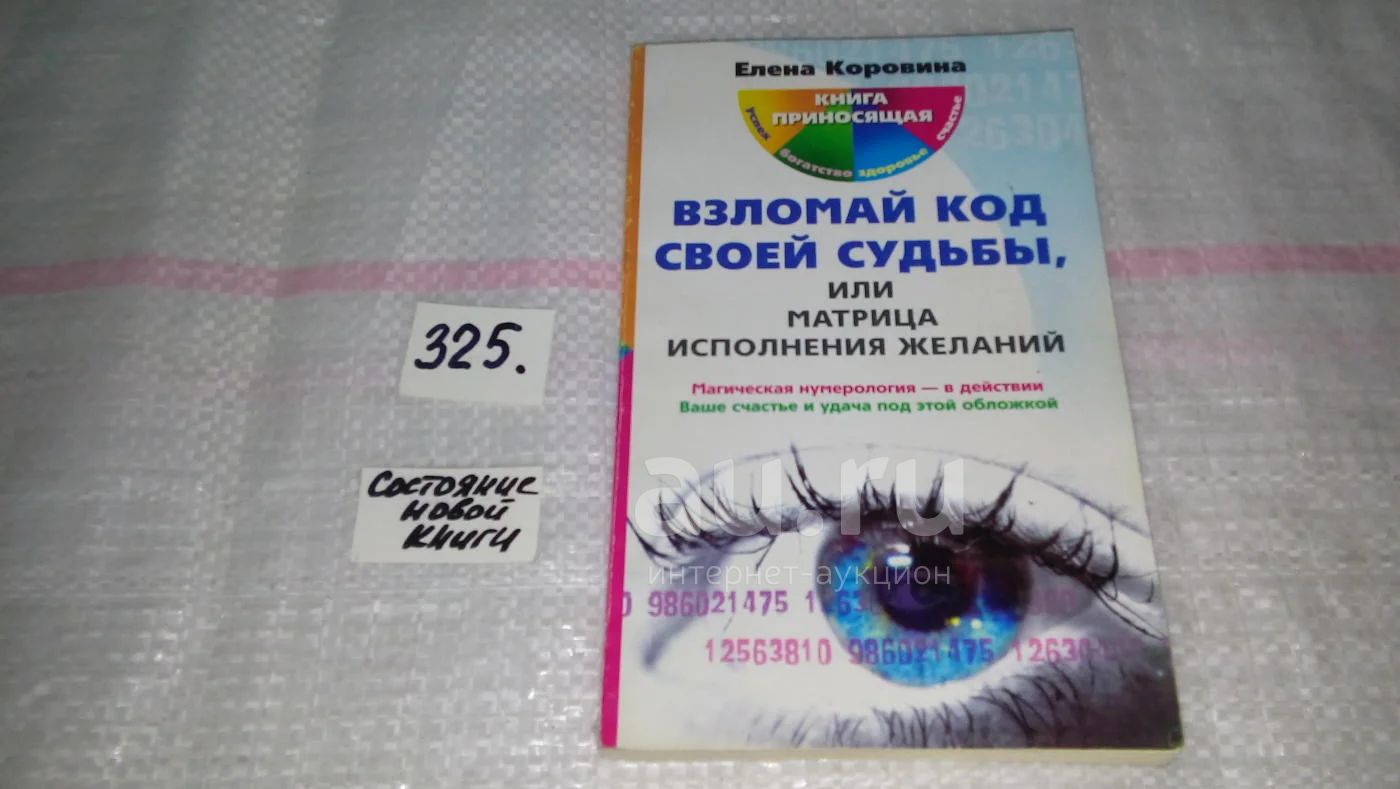 Елена Коровина
КНИГА
ПРИНОСЯЩАЯ
успех
богатство
здоровье
счастье
ВЗЛОМАЙ КОД
СВОЕЙ СУДЬБЫ,
ИЛИ
МАТРИЦА
ИСПОЛНЕНИЯ ЖЕЛАНИЙ
Магическая нумерология — в действии
Ваше счастье и удача под этой обложкой
325.
Состояние
новой
книги
au.ru
интернет-аукцион
986021475
12563810 986021475